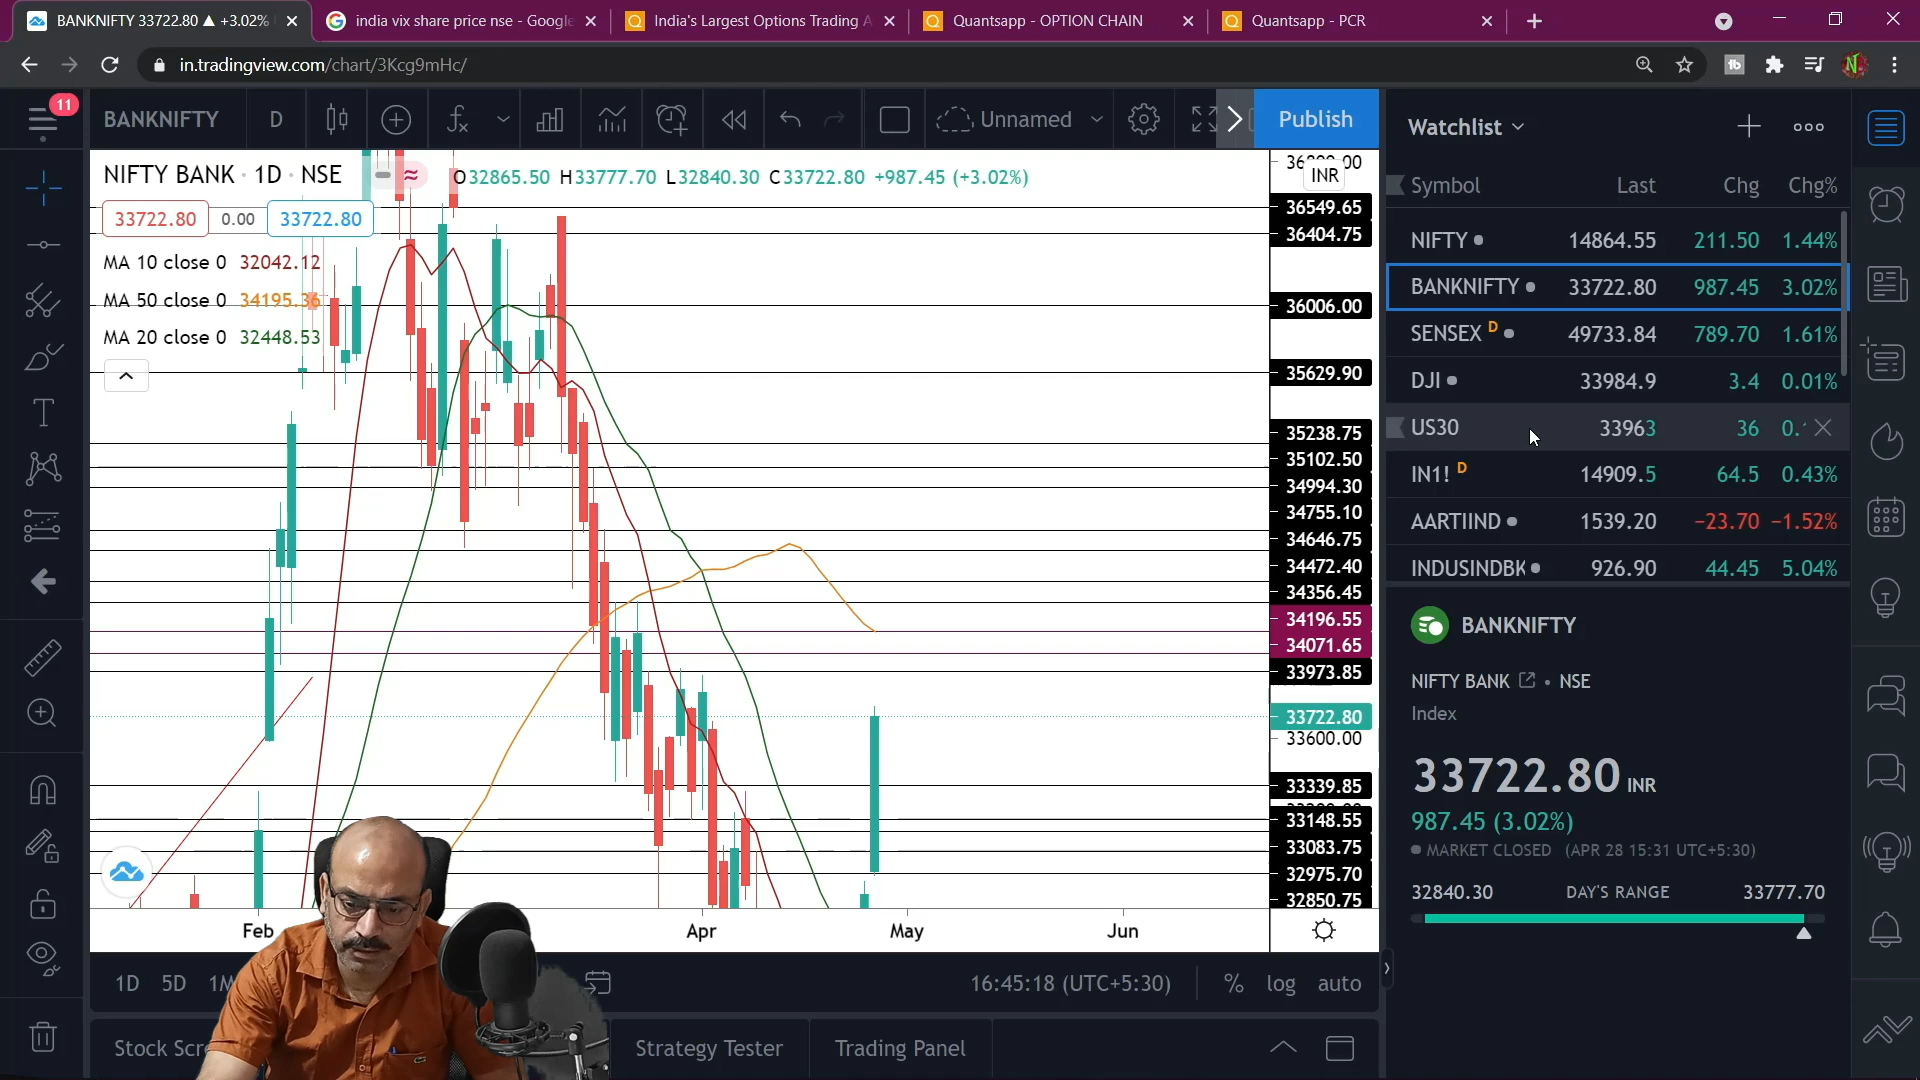 BANKNIFTY 33722.80 ▲ +3.02%
india vix share price nse - Google
India's Largest Options Trading A
Quantsapp - OPTION CHAIN
Quantsapp - PCR
in.tradingview.com/chart/3Kcg9mHc/
11
BANKNIFTY D Unnamed Publish
NIFTY BANK · 1D · NSE O32865.50 H33777.70 L32840.30 C33722.80 +987.45 (+3.02%)
33722.80 0.00 33722.80
MA 10 close 0 32042.12
MA 50 close 0 34195.36
MA 20 close 0 32448.53
INR
36549.65
36404.75
36006.00
35629.90
35238.75
35102.50
34994.30
34755.10
34646.75
34472.40
34356.45
34196.55
34071.65
33973.85
33722.80
33600.00
33339.85
33148.55
33083.75
32975.70
32850.75
Feb Apr May Jun
1D 5D 16:45:18 (UTC+5:30) % log auto
Stock Strategy Tester Trading Panel
Watchlist
Symbol Last Chg Chg%
NIFTY 14864.55 211.50 1.44%
BANKNIFTY 33722.80 987.45 3.02%
SENSEX D 49733.84 789.70 1.61%
DJI 33984.9 3.4 0.01%
US30 33963 36 0.
IN1! D 14909.5 64.5 0.43%
AARTIIND 1539.20 −23.70 −1.52%
INDUSINDBK 926.90 44.45 5.04%
BANKNIFTY
NIFTY BANK • NSE
Index
33722.80 INR
987.45 (3.02%)
MARKET CLOSED (APR 28 15:31 UTC+5:30)
32840.30 DAY'S RANGE 33777.70